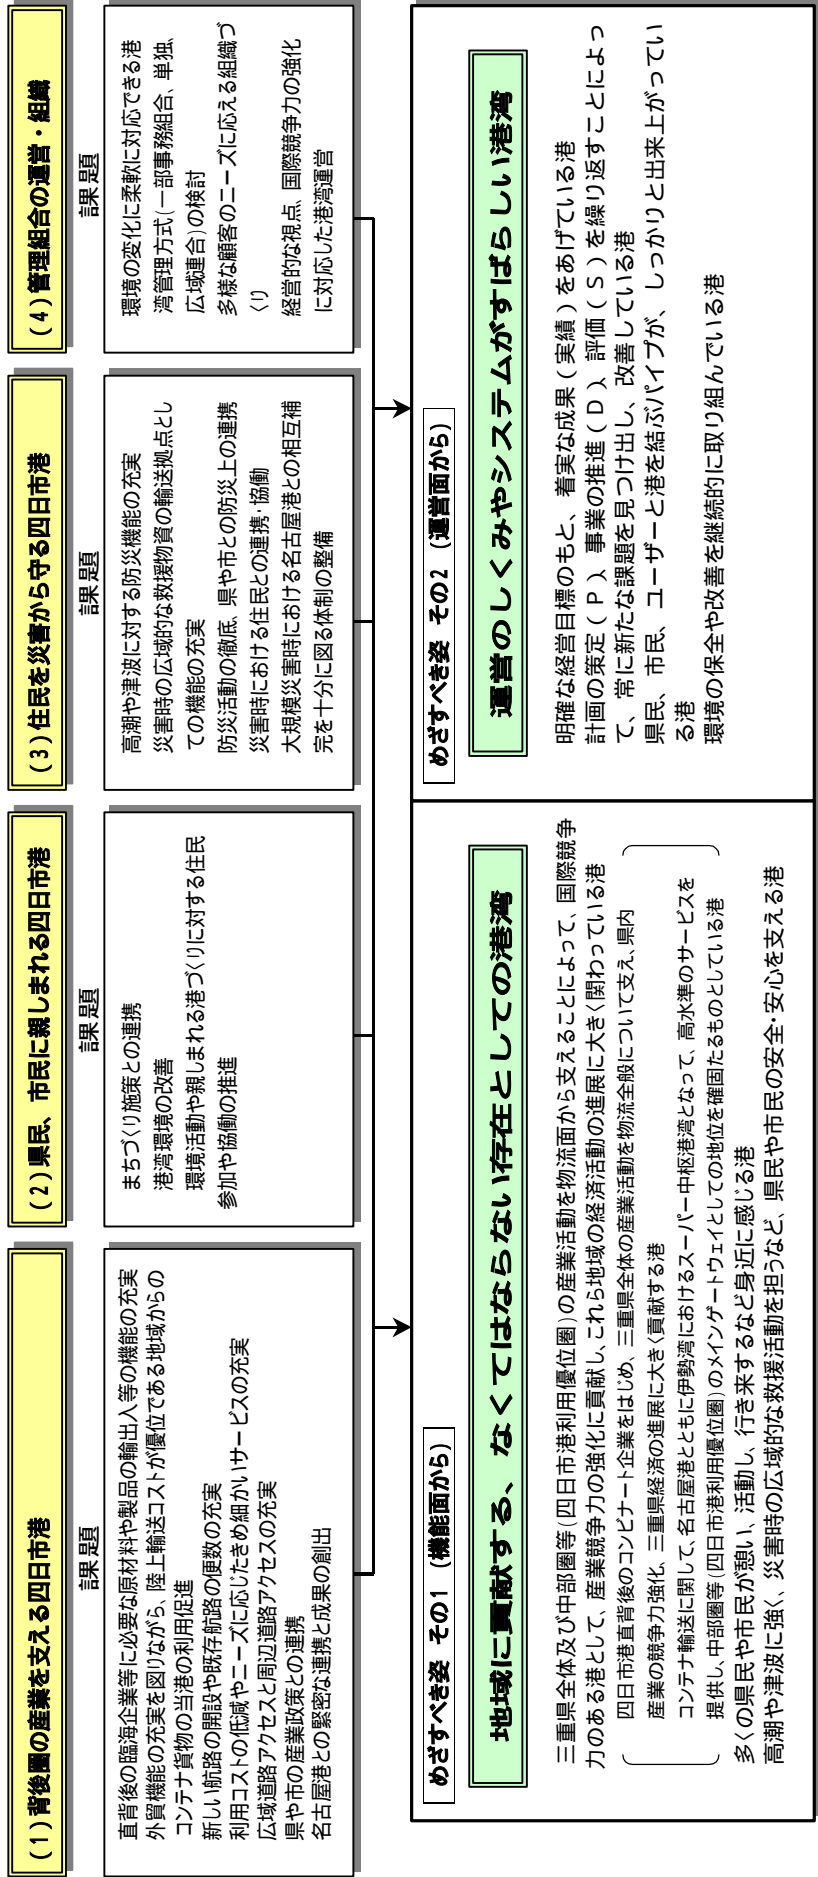 (1)背後圏の産業を支える四日市港
課題
直背後の臨海企業等に必要な原材料や製品の輸出入等の機能の充実
外貿機能の充実を図りながら、陸上輸送コストが優位である地域からの
コンテナ貨物の当港の利用促進
新しい航路の開設や既存航路の便数の充実
利用コストの低減やニーズに応じたきめ細かいサービスの充実
広域道路アクセスと周辺道路アクセスの充実
県や市の産業政策との連携
名古屋港との緊密な連携と成果の創出
(2)県民、市民に親しまれる四日市港
課題
まちづくり施策との連携
港湾環境の改善
環境活動や親しまれる港づくりに対する住民
参加や協働の推進
(3)住民を災害から守る四日市港
課題
高潮や津波に対する防災機能の充実
災害時の広域的な救援物資の輸送拠点とし
ての機能の充実
防災活動の徹底、県や市との防災上の連携
災害時における住民との連携・協働
大規模災害時における名古屋港との相互補
完を十分に図る体制の整備
(4)管理組合の運営・組織
課題
環境の変化に柔軟に対応できる港
湾管理方式(一部事務組合、単独、
広域連合)の検討
多様な顧客のニーズに応える組織づ
くり
経営的な視点、国際競争力の強化
に対応した港湾運営
めざすべき姿 その1 (機能面から)
地域に貢献する、なくてはならない存在としての港湾
三重県全体及び中部圏等(四日市港利用優位圏)の産業活動を物流面から支えることによって、国際競争
力のある港として、産業競争力の強化に貢献し、これら地域の経済活動の進展に大きく関わっている港
四日市港直背後のコンビナート企業をはじめ、三重県全体の産業活動を物流全般について支え、県内
産業の競争力強化、三重県経済の進展に大きく貢献する港
コンテナ輸送に関して、名古屋港とともに伊勢湾におけるスーパー中枢港湾となって、高水準のサービスを
提供し、中部圏等(四日市港利用優位圏)のメインゲートウェイとしての地位を確固たるものとしている港
多くの県民や市民が憩い、活動し、行き来するなど身近に感じる港
高潮や津波に強く、災害時の広域的な救援活動を担うなど、県民や市民の安全・安心を支える港
めざすべき姿 その2 (運営面から)
運営のしくみやシステムがすばらしい港湾
明確な経営目標のもと、着実な成果(実績)をあげている港
計画の策定(P)、事業の推進(D)、評価(S)を繰り返すことによっ
て、常に新たな課題を見つけ出し、改善している港
県民、市民、ユーザーと港を結ぶパイプが、しっかりと出来上がってい
る港
環境の保全や改善を継続的に取り組んでいる港